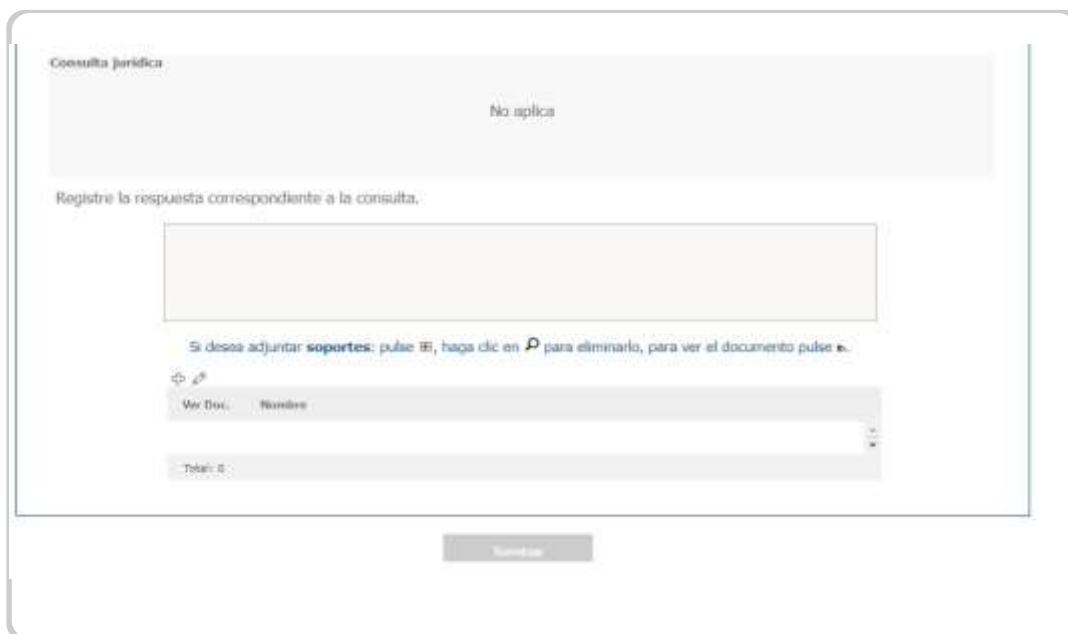 Consulta jurídica
No aplica
Registre la respuesta correspondiente a la consulta.
Si desea adjuntar soportes: pulse , haga clic en para eliminarlo, para ver el documento pulse .
Ver Doc. Nombre
Total: 0